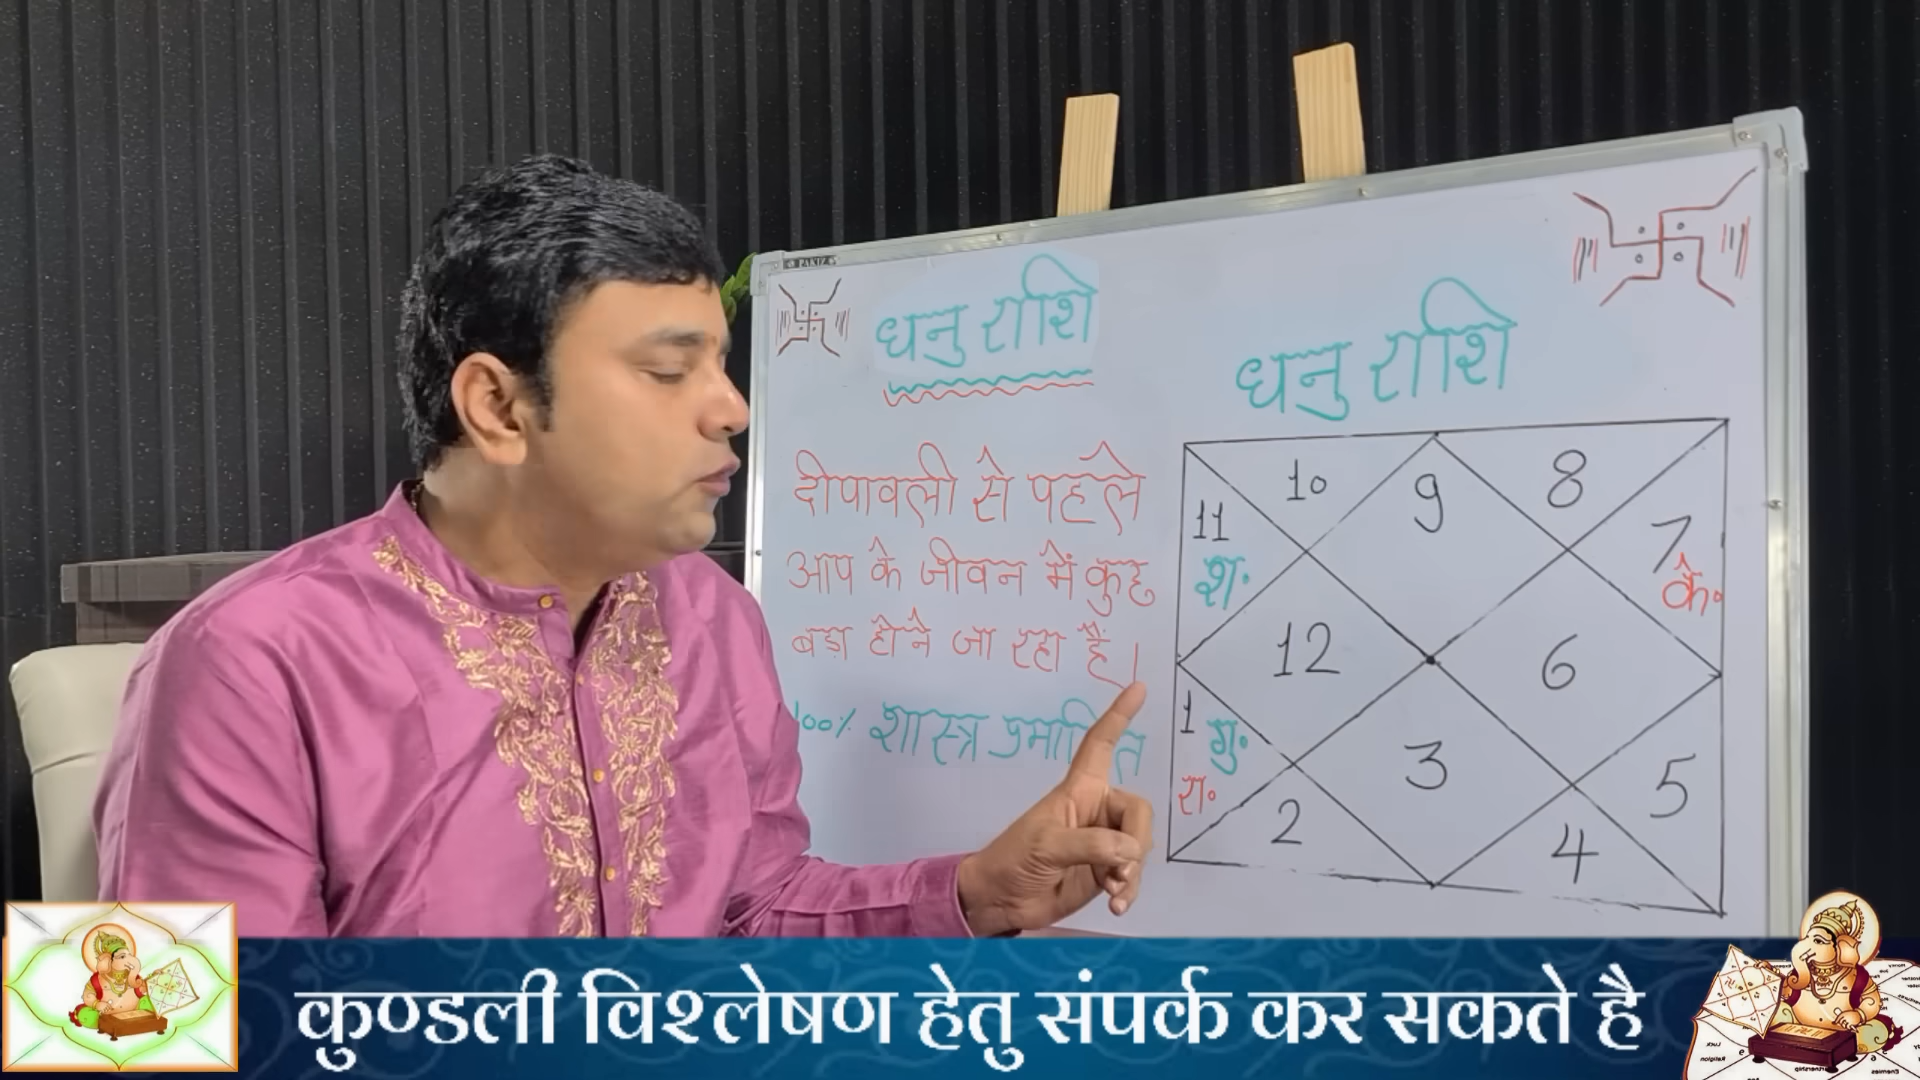 धनु राशि
दीपावली से पहले
आप के जीवन में कुछ
बड़ा होने जा रहा हैं।
100% शास्त्र प्रमाणित
धनु राशि
10
9
8
11
श॰
7
के॰
12
6
1
गु॰
रा॰
3
5
2
4
कुण्डली विश्लेषण हेतु संपर्क कर सकते है